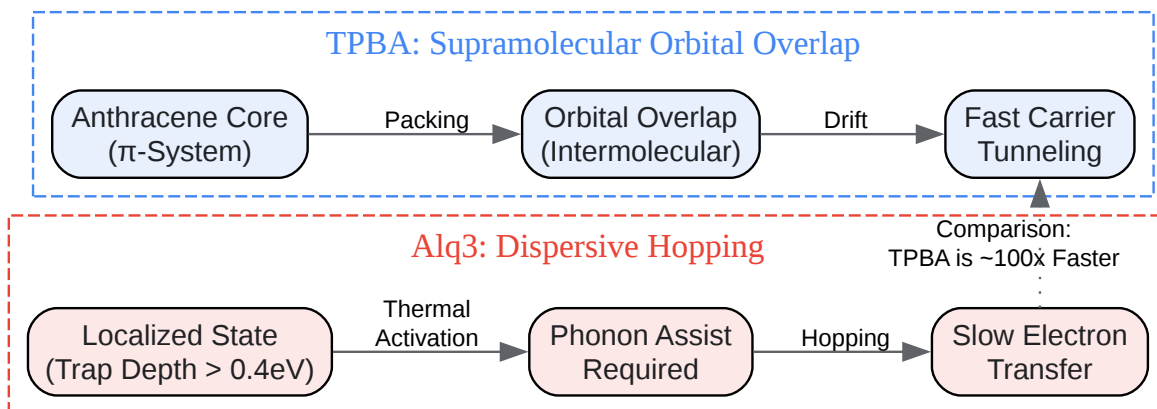 TPBA: Supramolecular Orbital Overlap
Anthracene Core
(π-System)
Packing
Orbital Overlap
(Intermolecular)
Drift
Fast Carrier
Tunneling
Alq3: Dispersive Hopping
Comparison:
TPBA is ~100x Faster
Localized State
(Trap Depth > 0.4eV)
Thermal
Activation
Phonon Assist
Required
Hopping
Slow Electron
Transfer